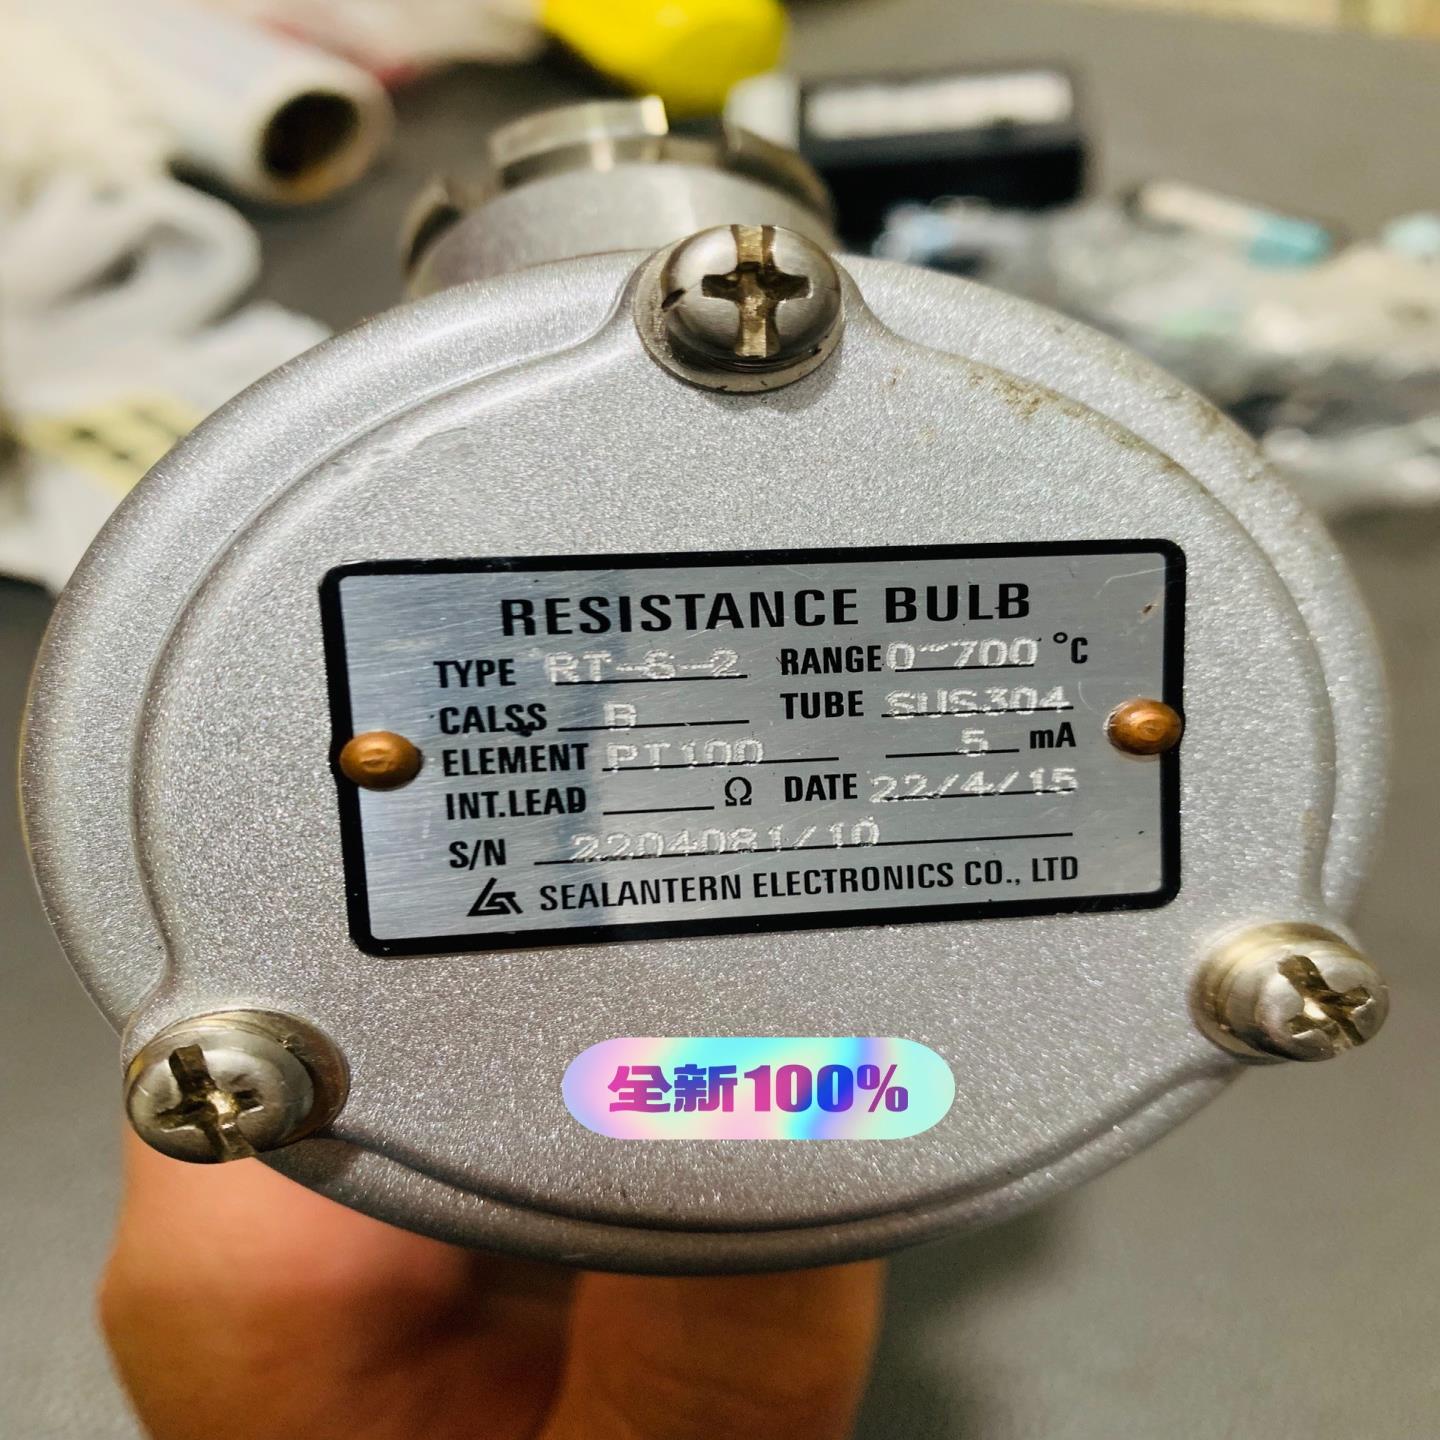 RESISTANCE BULB
TYPE RT-S-2 RANGE 0~700 °C
CALSS B TUBE SUS304
ELEMENT PT100 5 mA
INT.LEAD Ω DATE 22/4/15
S/N 2204081/10
SEALANTERN ELECTRONICS CO., LTD
全新100%